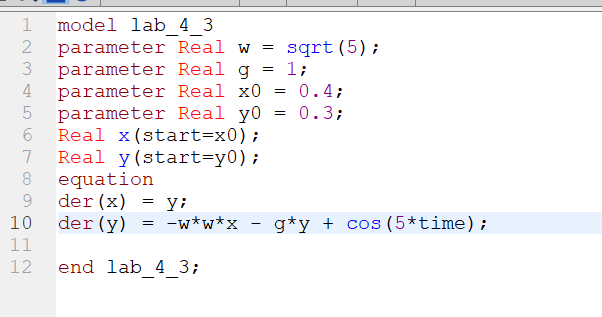 1 model lab_4_3
2 parameter Real w = sqrt(5);
3 parameter Real g = 1;
4 parameter Real x0 = 0.4;
5 parameter Real y0 = 0.3;
6 Real x(start=x0);
7 Real y(start=y0);
8 equation
9 der(x) = y;
10 der(y) = -w*w*x - g*y + cos(5*time);
11
12 end lab_4_3;